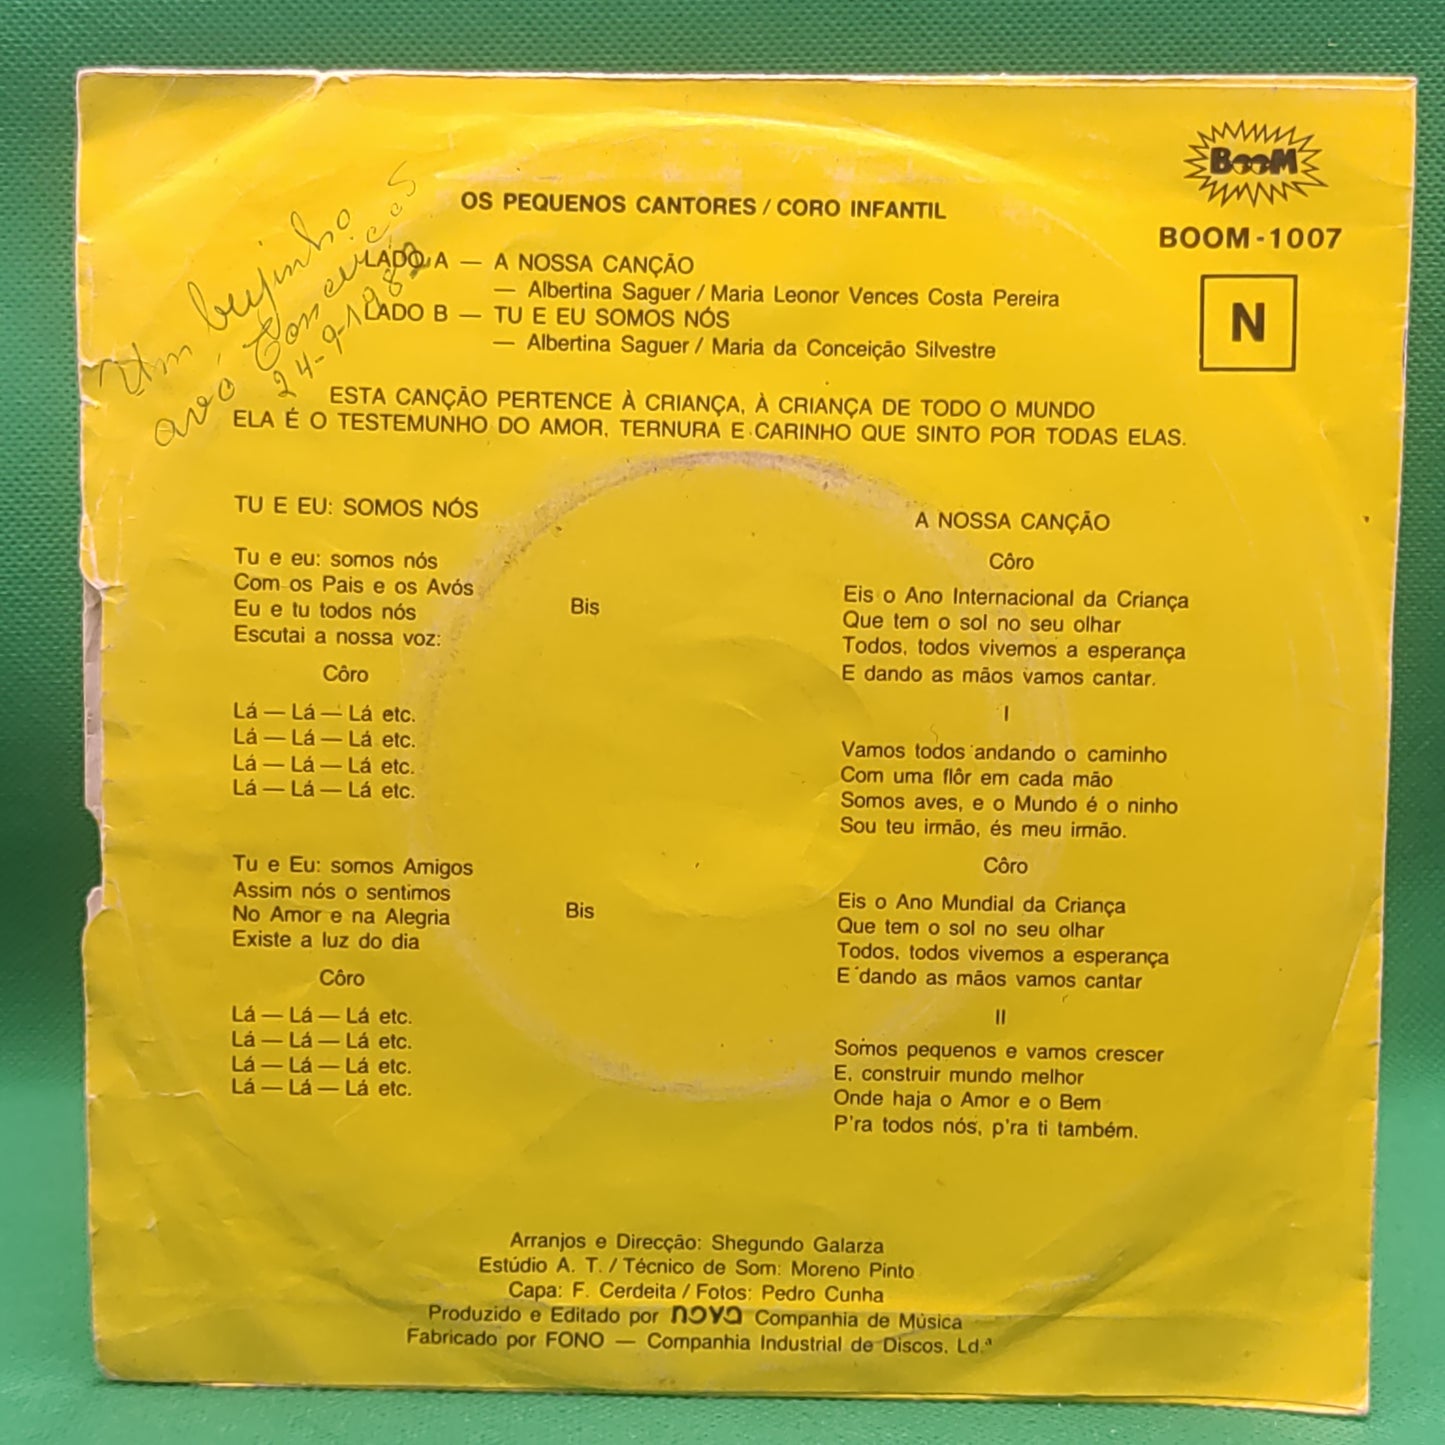 BooM
BOOM - 1007
N
OS PEQUENOS CANTORES / CORO INFANTIL
LADO A — A NOSSA CANÇÃO
— Albertina Saguer / Maria Leonor Vences Costa Pereira
LADO B — TU E EU SOMOS NÓS
— Albertina Saguer / Maria da Conceição Silvestre
Um beijinho
avó
24-9-1982
ESTA CANÇÃO PERTENCE À CRIANÇA, À CRIANÇA DE TODO O MUNDO
ELA É O TESTEMUNHO DO AMOR, TERNURA E CARINHO QUE SINTO POR TODAS ELAS.
TU E EU: SOMOS NÓS
Tu e eu: somos nós
Com os Pais e os Avós
Eu e tu todos nós
Escutai a nossa voz:
Bis
Côro
Lá — Lá — Lá etc.
Lá — Lá — Lá etc.
Lá — Lá — Lá etc.
Lá — Lá — Lá etc.
Tu e Eu: somos Amigos
Assim nós o sentimos
No Amor e na Alegria
Existe a luz do dia
Bis
Côro
Lá — Lá — Lá etc.
Lá — Lá — Lá etc.
Lá — Lá — Lá etc.
Lá — Lá — Lá etc.
A NOSSA CANÇÃO
Côro
Eis o Ano Internacional da Criança
Que tem o sol no seu olhar
Todos, todos vivemos a esperança
E dando as mãos vamos cantar.
I
Vamos todos andando o caminho
Com uma flôr em cada mão
Somos aves, e o Mundo é o ninho
Sou teu irmão, és meu irmão.
Côro
Eis o Ano Mundial da Criança
Que tem o sol no seu olhar
Todos, todos vivemos a esperança
E dando as mãos vamos cantar
II
Somos pequenos e vamos crescer
E, construir mundo melhor
Onde haja o Amor e o Bem
P'ra todos nós, p'ra ti também.
Arranjos e Direcção: Shegundo Galarza
Estúdio A. T. / Técnico de Som: Moreno Pinto
Capa: F. Cerdeita / Fotos: Pedro Cunha
Produzido e Editado por nova Companhia de Música
Fabricado por FONO — Companhia Industrial de Discos, Ld.ª